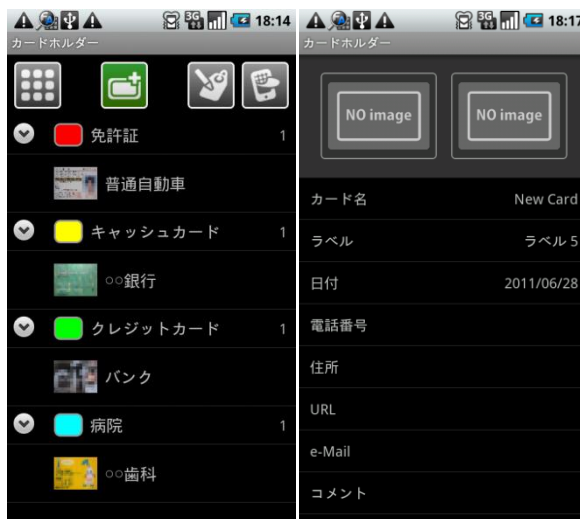 3G 18:14
カードホルダー
免許証 1
普通自動車
キャッシュカード 1
○○銀行
クレジットカード 1
バンク
病院 1
○○歯科
3G 18:17
カードホルダー
NO image NO image
カード名 New Card
ラベル ラベル 5
日付 2011/06/28
電話番号
住所
URL
e-Mail
コメント